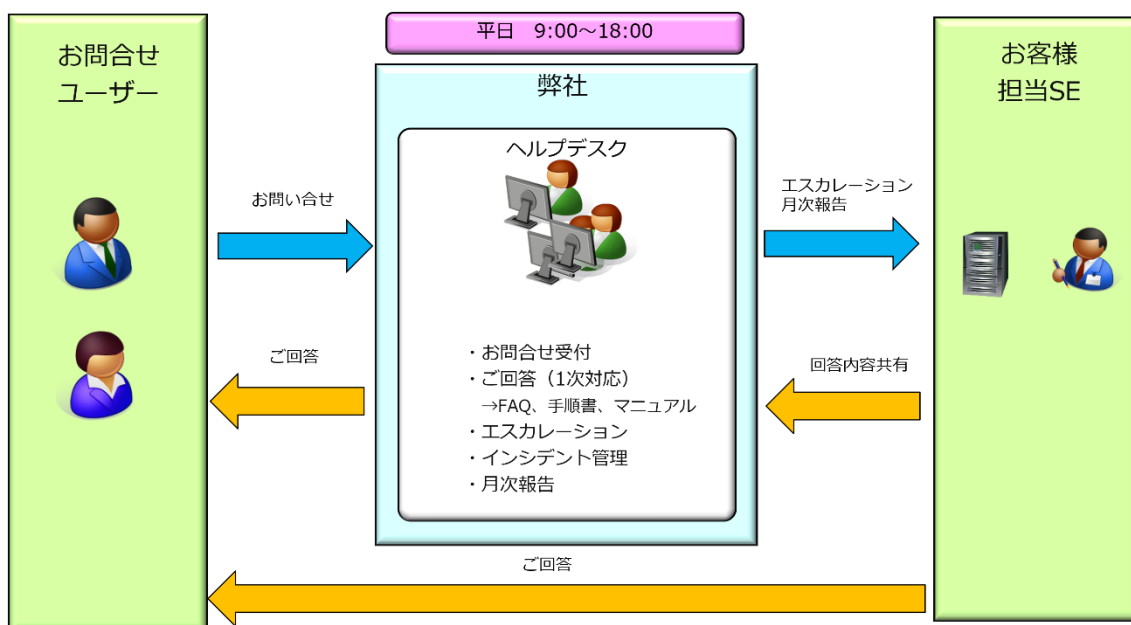 平日　9:00～18:00
お問合せ
ユーザー
弊社
お客様
担当SE
ヘルプデスク
お問い合せ
エスカレーション
月次報告
ご回答
・お問合せ受付
・ご回答（1次対応）
→FAQ、手順書、マニュアル
・エスカレーション
・インシデント管理
・月次報告
回答内容共有
ご回答